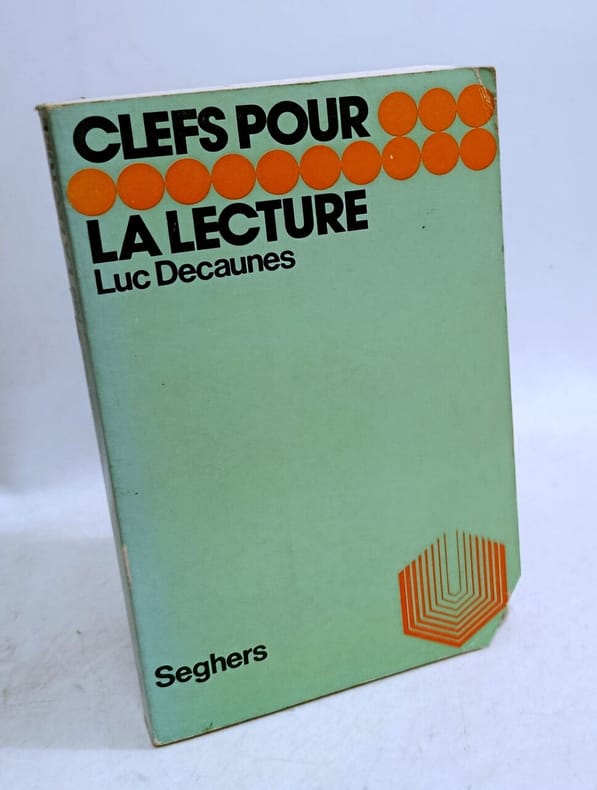 CLEFS POUR
LA LECTURE
Luc Decaunes
Seghers